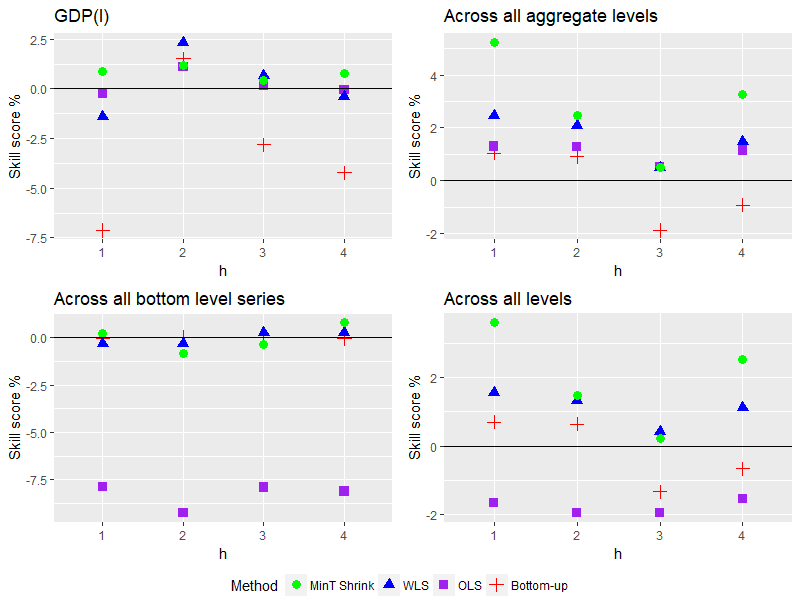 GDP(I)
Skill score %
2.5
0.0
-2.5
-5.0
-7.5
1 2 3 4
h
Across all aggregate levels
Skill score %
4
2
0
-2
1 2 3 4
h
Across all bottom level series
Skill score %
0.0
-2.5
-5.0
-7.5
1 2 3 4
h
Across all levels
Skill score %
2
0
-2
1 2 3 4
h
Method MinT Shrink WLS OLS Bottom-up